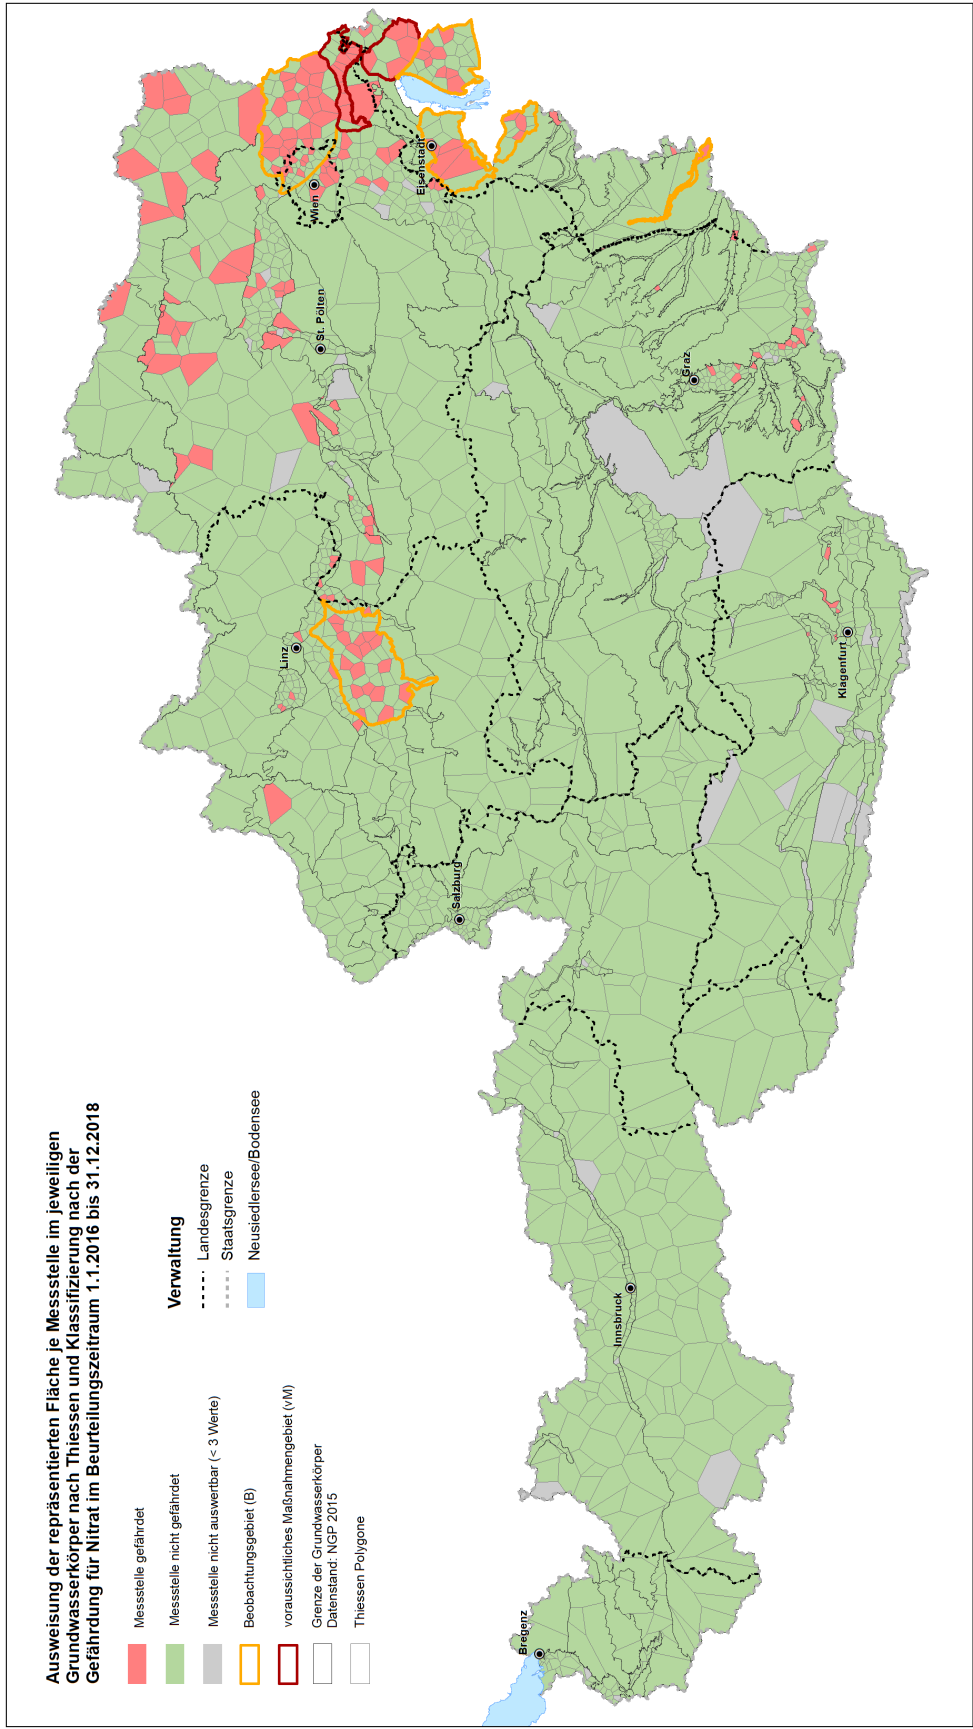 Ausweisung der repräsentierten Fläche je Messstelle im jeweiligen
Grundwasserkörper nach Thiessen und Klassifizierung nach der
Gefährdung für Nitrat im Beurteilungszeitraum 1.1.2016 bis 31.12.2018
Messstelle gefährdet
Messstelle nicht gefährdet
Messstelle nicht auswertbar (< 3 Werte)
Beobachtungsgebiet (B)
voraussichtliches Maßnahmengebiet (vM)
Grenze der Grundwasserkörper
Datenstand: NGP 2015
Thiessen Polygone
Verwaltung
Landesgrenze
Staatsgrenze
Neusiedlersee/Bodensee
Bregenz
Innsbruck
Salzburg
Linz
St. Pölten
Wien
Eisenstadt
Graz
Klagenfurt